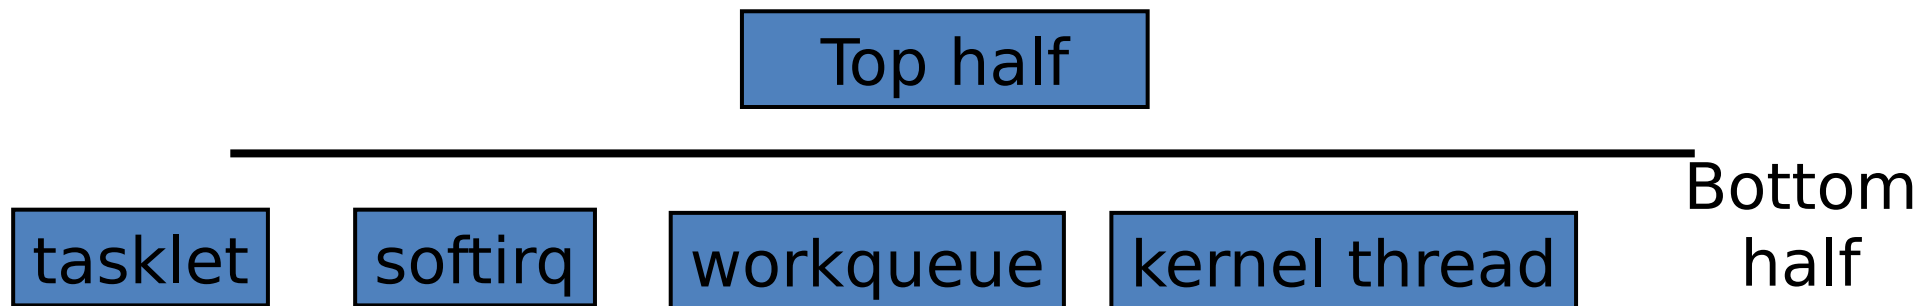 Top half
tasklet
softirq
workqueue
kernel thread
Bottom
half